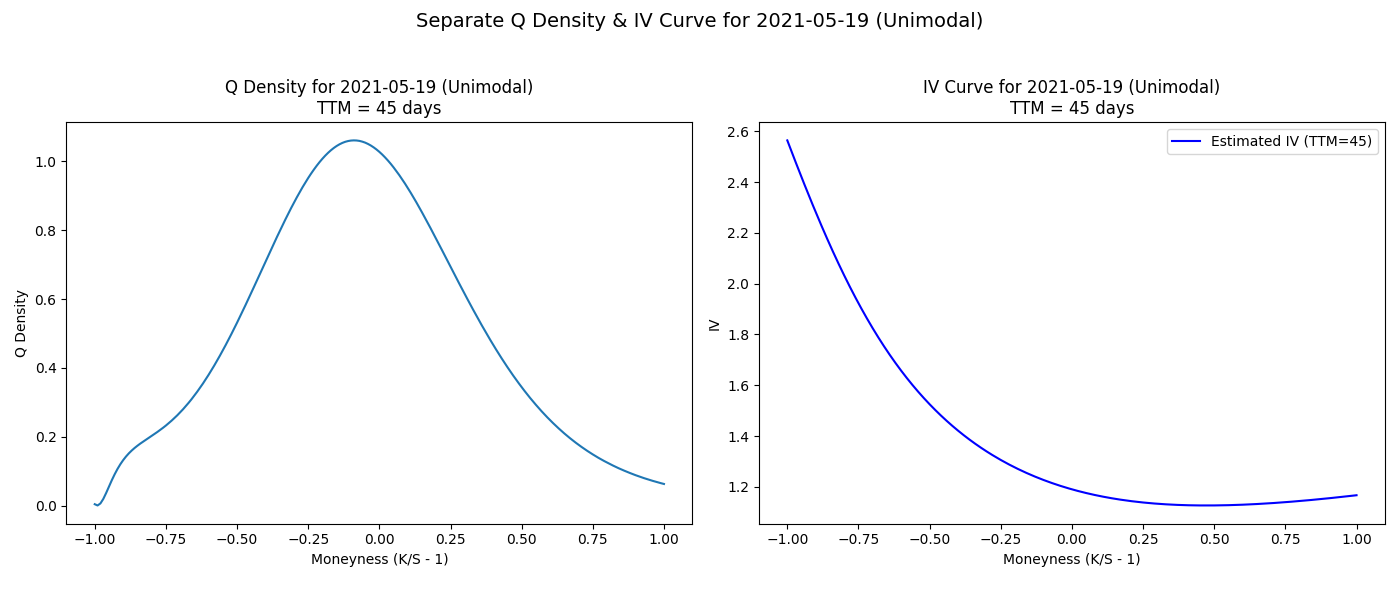 Separate Q Density & IV Curve for 2021-05-19 (Unimodal)
Q Density for 2021-05-19 (Unimodal)
TTM = 45 days
1.0
0.8
0.6
0.4
0.2
0.0
Q Density
−1.00 −0.75 −0.50 −0.25 0.00 0.25 0.50 0.75 1.00
Moneyness (K/S - 1)
IV Curve for 2021-05-19 (Unimodal)
TTM = 45 days
Estimated IV (TTM=45)
2.6
2.4
2.2
2.0
1.8
1.6
1.4
1.2
IV
−1.00 −0.75 −0.50 −0.25 0.00 0.25 0.50 0.75 1.00
Moneyness (K/S - 1)